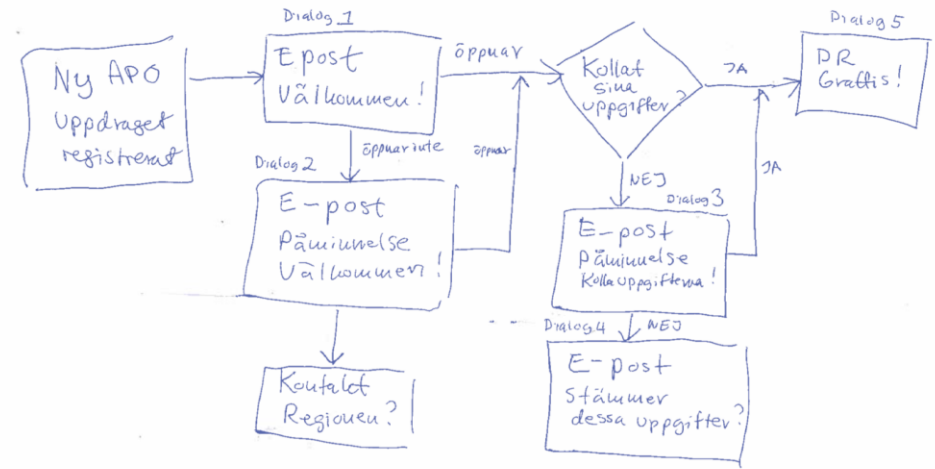 Dialog 1
Dialog 5
Ny APO
uppdraget
registrerat
E post
Välkommen!
öppnar
Kollat
sina
uppgifter?
JA
DR
Grattis!
öppnar inte
öppnar
Dialog 2
E-post
Påminnelse
Välkommen!
NEJ
Dialog 3
E-post
Påminnelse
Kolla uppgifterna!
JA
Dialog 4
NEJ
Kontakt
Regionen?
E-post
Stämmer
dessa uppgifter?